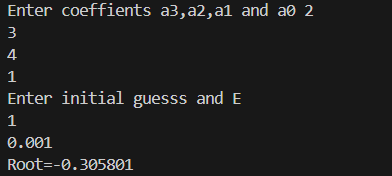 Enter coeffients a3,a2,a1 and a0 2
3
4
1
Enter initial guesss and E
1
0.001
Root=-0.305801